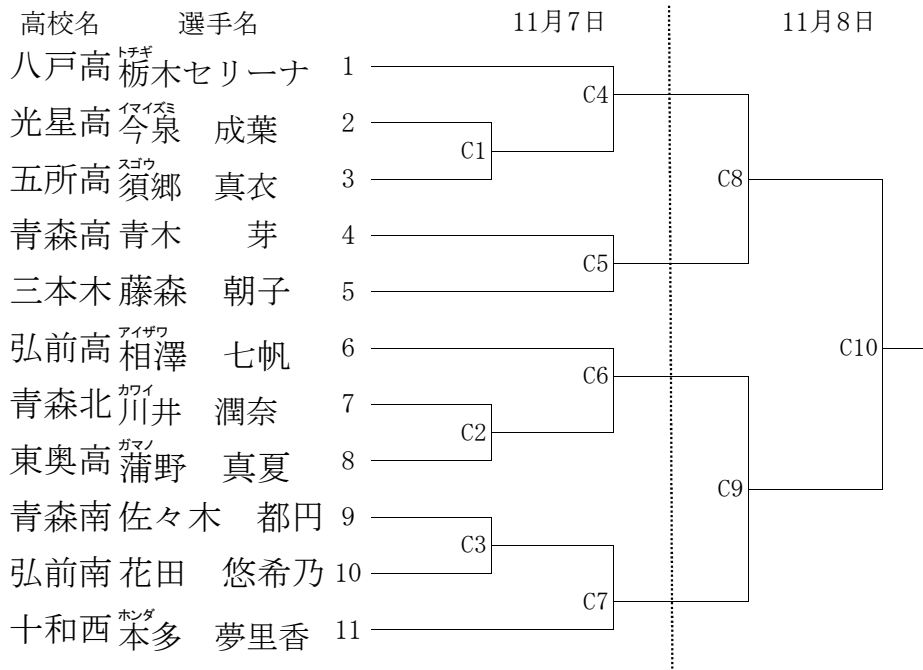 高校名 選手名 11月7日 11月8日
八戸高 栃木セリーナ 1
トチギ
C4
光星高 今泉 成葉 2
イマイズミ
C1
五所高 須郷 真衣 3
スゴウ
C8
青森高 青木 芽 4
C5
三本木 藤森 朝子 5
弘前高 相澤 七帆 6
アイザワ
C10
C6
青森北 川井 潤奈 7
カワイ
C2
東奥高 蒲野 真夏 8
ガマノ
C9
青森南 佐々木 都円 9
C3
弘前南 花田 悠希乃 10
C7
十和西 本多 夢里香 11
ホンダ